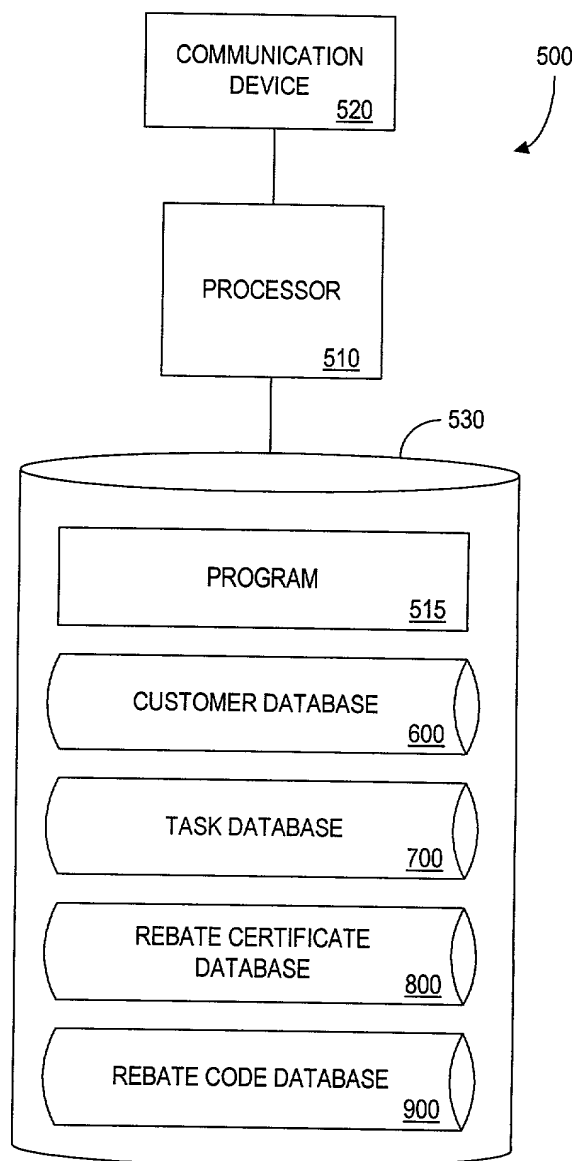 COMMUNICATION
DEVICE
520
500
PROCESSOR
510
530
PROGRAM
515
CUSTOMER DATABASE
600
TASK DATABASE
700
REBATE CERTIFICATE
DATABASE
800
REBATE CODE DATABASE
900